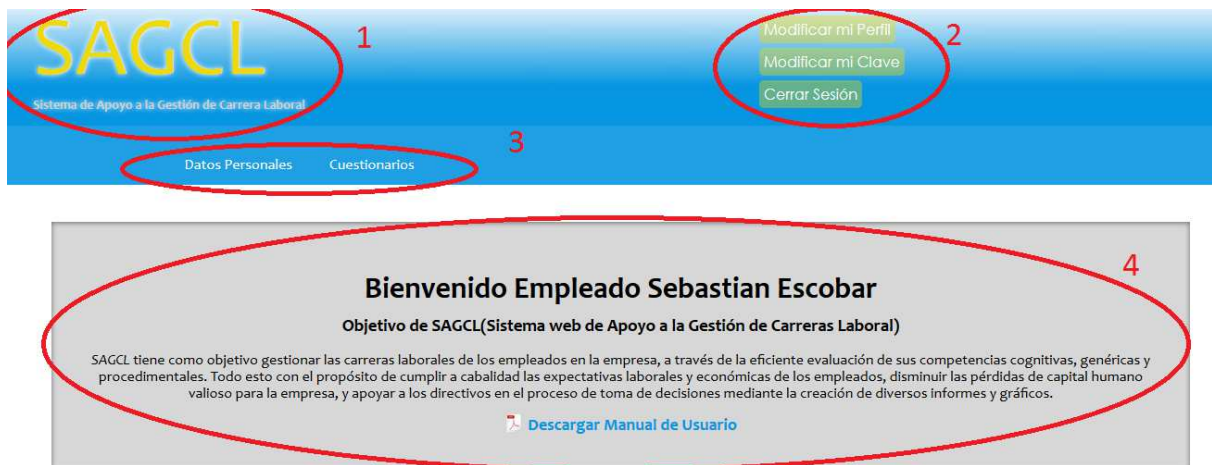 SAGCL
Sistema de Apoyo a la Gestión de Carrera Laboral
1
Modificar mi Perfil
Modificar mi Clave
Cerrar Sesión
2
Datos Personales
Cuestionarios
3
4
Bienvenido Empleado Sebastian Escobar
Objetivo de SAGCL(Sistema web de Apoyo a la Gestión de Carreras Laboral)
SAGCL tiene como objetivo gestionar las carreras laborales de los empleados en la empresa, a través de la eficiente evaluación de sus competencias cognitivas, genéricas y
procedimentales. Todo esto con el propósito de cumplir a cabalidad las expectativas laborales y económicas de los empleados, disminuir las pérdidas de capital humano
valioso para la empresa, y apoyar a los directivos en el proceso de toma de decisiones mediante la creación de diversos informes y gráficos.
Descargar Manual de Usuario